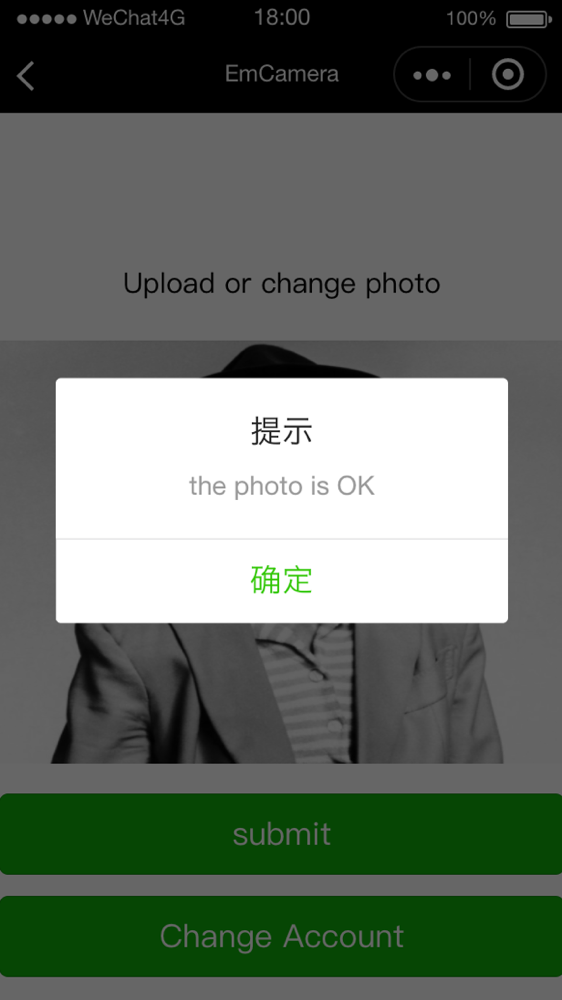 WeChat4G 18:00 100%
EmCamera
Upload or change photo
提示
the photo is OK
确定
submit
Change Account